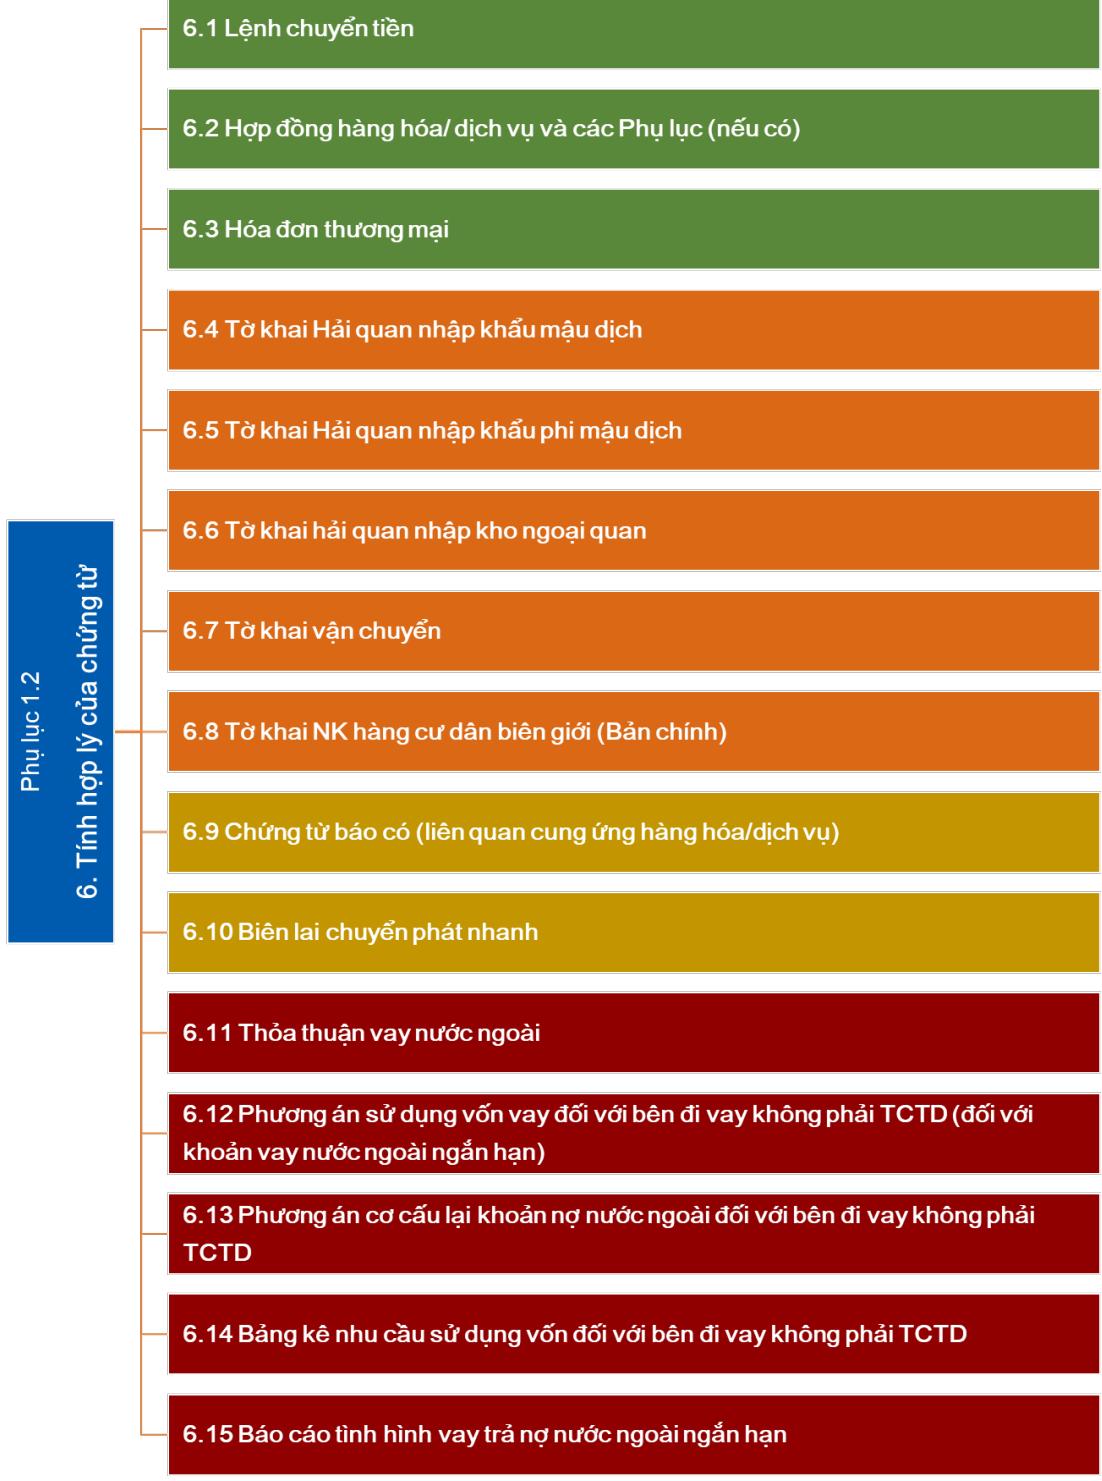 Phụ lục 1.2
6. Tính hợp lý của chứng từ
6.1 Lệnh chuyển tiền
6.2 Hợp đồng hàng hóa/ dịch vụ và các Phụ lục (nếu có)
6.3 Hóa đơn thương mại
6.4 Tờ khai Hải quan nhập khẩu mậu dịch
6.5 Tờ khai Hải quan nhập khẩu phi mậu dịch
6.6 Tờ khai hải quan nhập kho ngoại quan
6.7 Tờ khai vận chuyển
6.8 Tờ khai NK hàng cư dân biên giới (Bản chính)
6.9 Chứng từ báo có (liên quan cung ứng hàng hóa/dịch vụ)
6.10 Biên lai chuyển phát nhanh
6.11 Thỏa thuận vay nước ngoài
6.12 Phương án sử dụng vốn vay đối với bên đi vay không phải TCTD (đối với
khoản vay nước ngoài ngắn hạn)
6.13 Phương án cơ cấu lại khoản nợ nước ngoài đối với bên đi vay không phải
TCTD
6.14 Bảng kê nhu cầu sử dụng vốn đối với bên đi vay không phải TCTD
6.15 Báo cáo tình hình vay trả nợ nước ngoài ngắn hạn